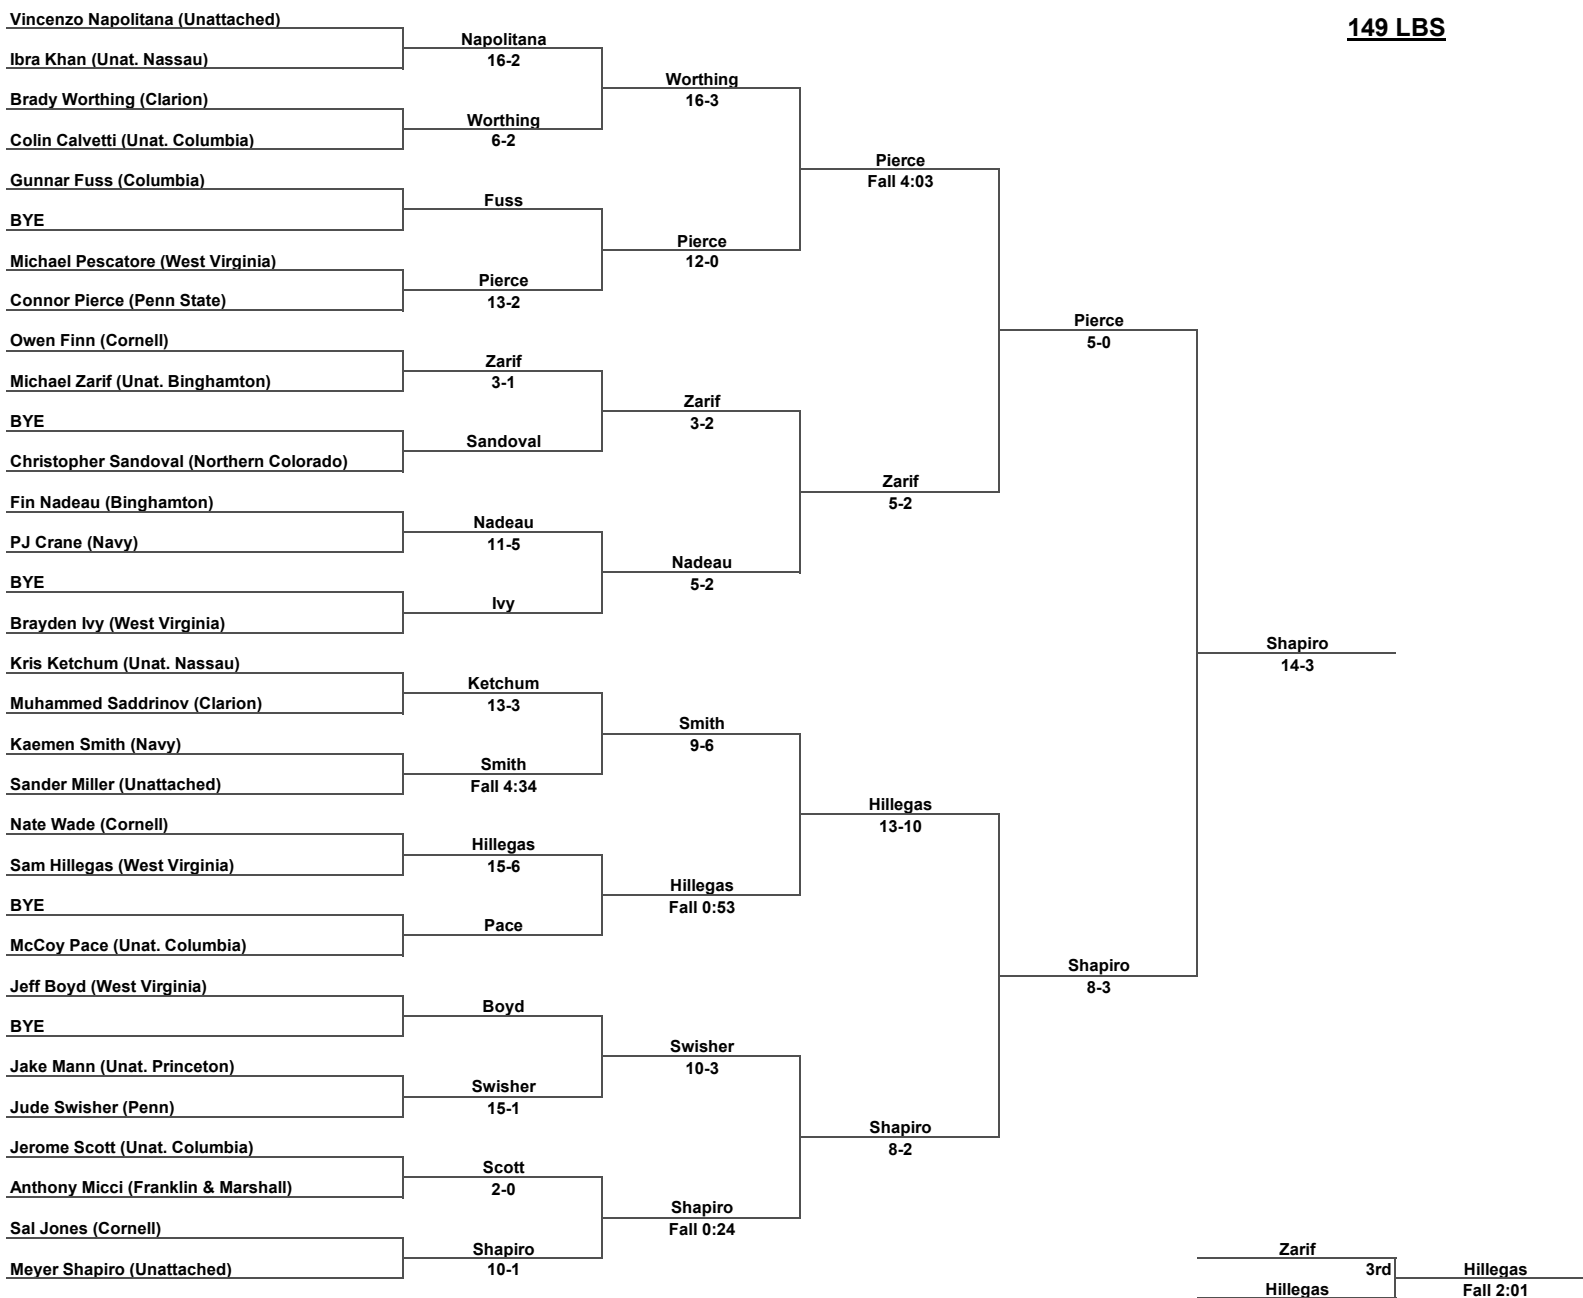 149 LBS
Vincenzo Napolitana (Unattached)
Ibra Khan (Unat. Nassau)
Brady Worthing (Clarion)
Colin Calvetti (Unat. Columbia)
Gunnar Fuss (Columbia)
BYE
Michael Pescatore (West Virginia)
Connor Pierce (Penn State)
Owen Finn (Cornell)
Michael Zarif (Unat. Binghamton)
BYE
Christopher Sandoval (Northern Colorado)
Fin Nadeau (Binghamton)
PJ Crane (Navy)
BYE
Brayden Ivy (West Virginia)
Kris Ketchum (Unat. Nassau)
Muhammed Saddrinov (Clarion)
Kaemen Smith (Navy)
Sander Miller (Unattached)
Nate Wade (Cornell)
Sam Hillegas (West Virginia)
BYE
McCoy Pace (Unat. Columbia)
Jeff Boyd (West Virginia)
BYE
Jake Mann (Unat. Princeton)
Jude Swisher (Penn)
Jerome Scott (Unat. Columbia)
Anthony Micci (Franklin & Marshall)
Sal Jones (Cornell)
Meyer Shapiro (Unattached)
Napolitana
16-2
Worthing
6-2
Fuss
Pierce
13-2
Zarif
3-1
Sandoval
Nadeau
11-5
Ivy
Ketchum
13-3
Smith
Fall 4:34
Hillegas
15-6
Pace
Boyd
Swisher
15-1
Scott
2-0
Shapiro
10-1
Worthing
16-3
Pierce
12-0
Zarif
3-2
Nadeau
5-2
Smith
9-6
Hillegas
Fall 0:53
Swisher
10-3
Shapiro
Fall 0:24
Pierce
Fall 4:03
Zarif
5-2
Hillegas
13-10
Shapiro
8-2
Pierce
5-0
Shapiro
8-3
Shapiro
14-3
Zarif
3rd
Hillegas
Hillegas
Fall 2:01